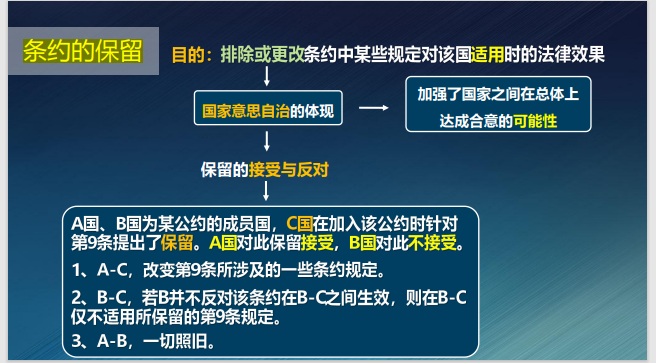 条约的保留
目的：排除或更改条约中某些规定对该国适用时的法律效果
国家意思自治的体现
加强了国家之间在总体上
达成合意的可能性
保留的接受与反对
A国、B国为某公约的成员国，C国在加入该公约时针对
第9条提出了保留。A国对此保留接受，B国对此不接受。
1、A-C，改变第9条所涉及的一些条约规定。
2、B-C，若B并不反对该条约在B-C之间生效，则在B-C
仅不适用所保留的第9条规定。
3、A-B，一切照旧。